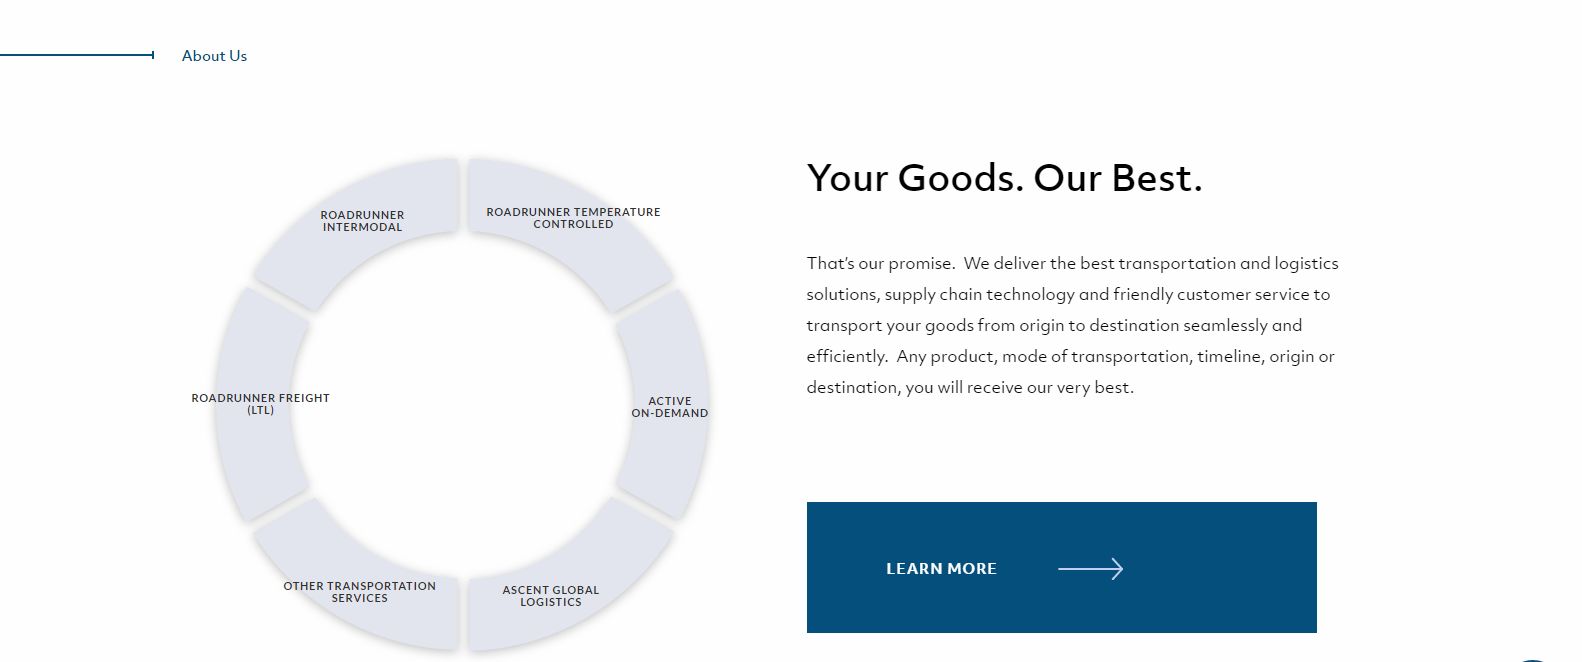 About Us
ROADRUNNER
INTERMODAL
ROADRUNNER TEMPERATURE
CONTROLLED
ROADRUNNER FREIGHT
(LTL)
ACTIVE
ON-DEMAND
OTHER TRANSPORTATION
SERVICES
ASCENT GLOBAL
LOGISTICS
Your Goods. Our Best.
That's our promise.  We deliver the best transportation and logistics
solutions, supply chain technology and friendly customer service to
transport your goods from origin to destination seamlessly and
efficiently.  Any product, mode of transportation, timeline, origin or
destination, you will receive our very best.
LEARN MORE